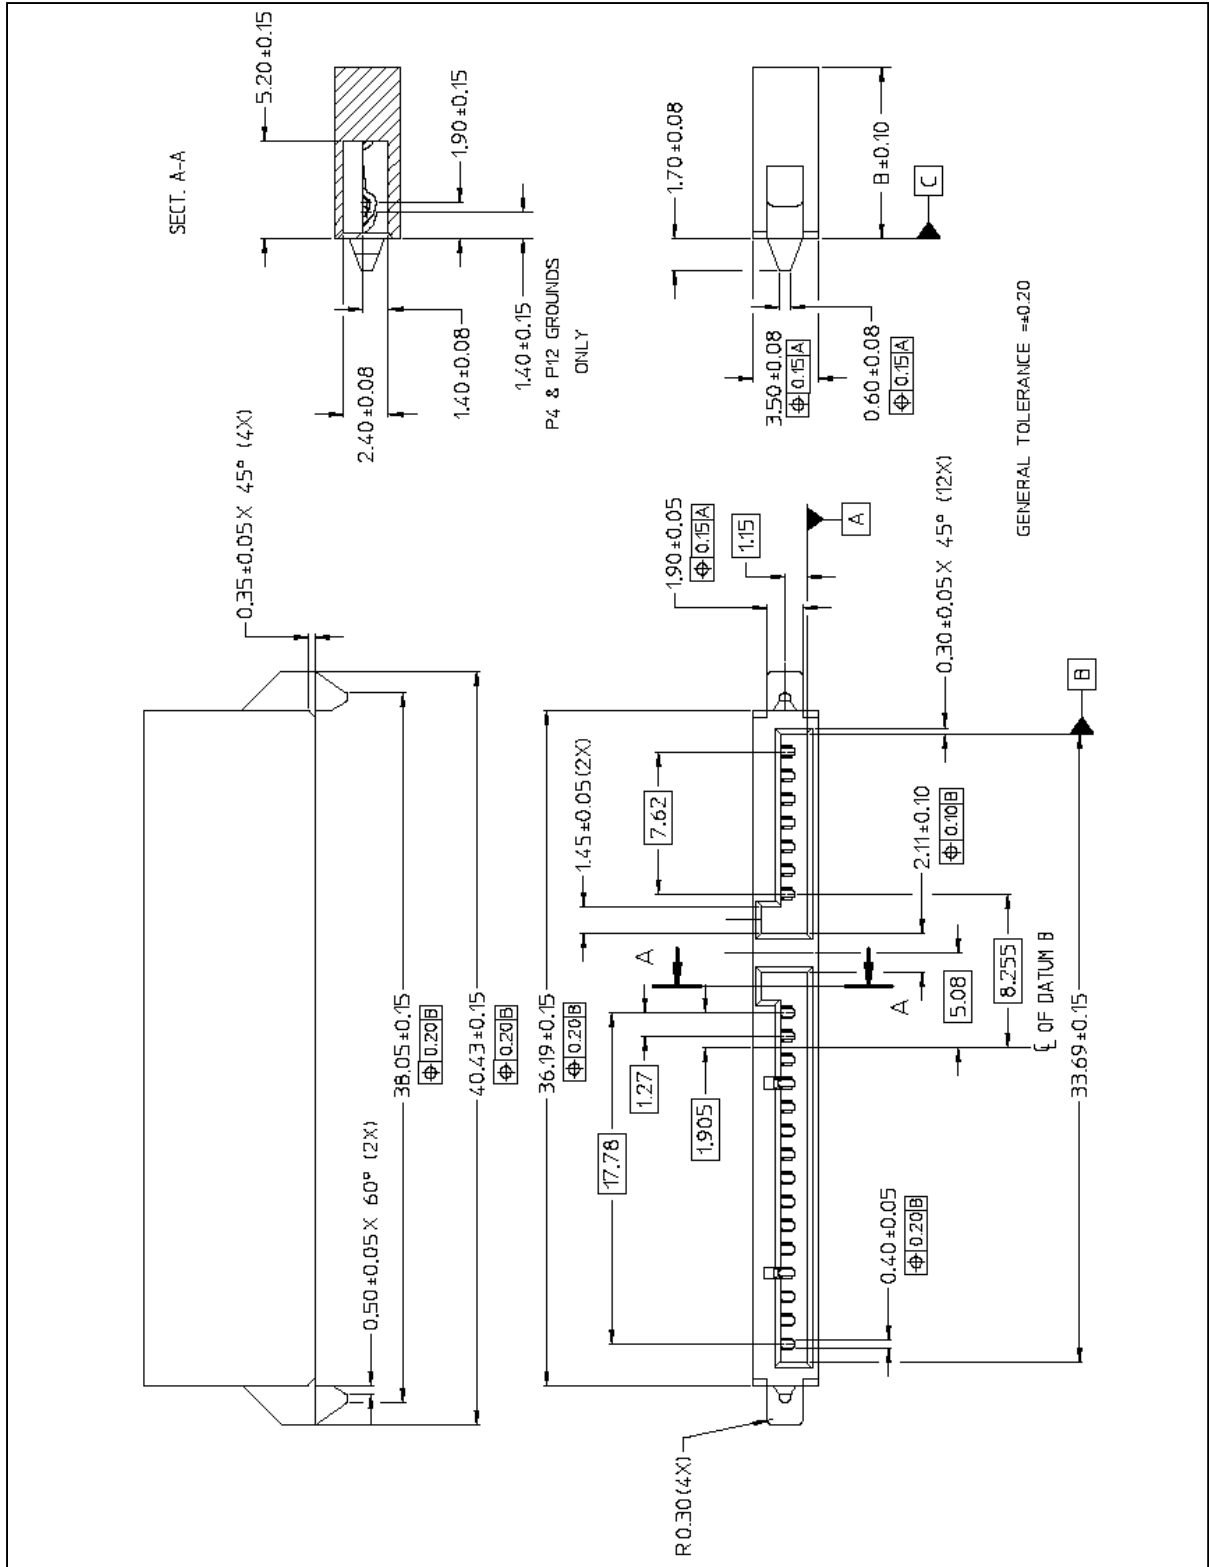 0.35±0.05 X 45° (4X)
0.50±0.05 X 60° (2X)
38.05±0.15
⌖ 0.20 B
40.43±0.15
⌖ 0.20 B
SECT. A-A
5.20±0.15
2.40±0.08
1.40±0.08
1.90±0.15
1.40±0.15
P4 & P12 GROUNDS
ONLY
36.19±0.15
⌖ 0.20 B
1.45±0.05 (2X)
17.78
1.27
7.62
1.905
1.90±0.05
⌖ 0.15 A
1.15
A
R 0.30 (4X)
A
A
0.40±0.05
⌖ 0.20 B
2.11±0.10
⌖ 0.10 B
0.30±0.05 X 45° (12X)
5.08
8.255
℄ OF DATUM B
33.69±0.15
B
1.70±0.08
3.50±0.08
⌖ 0.15 A
0.60±0.08
⌖ 0.15 A
B±0.10
C
GENERAL TOLERANCE =±0.20